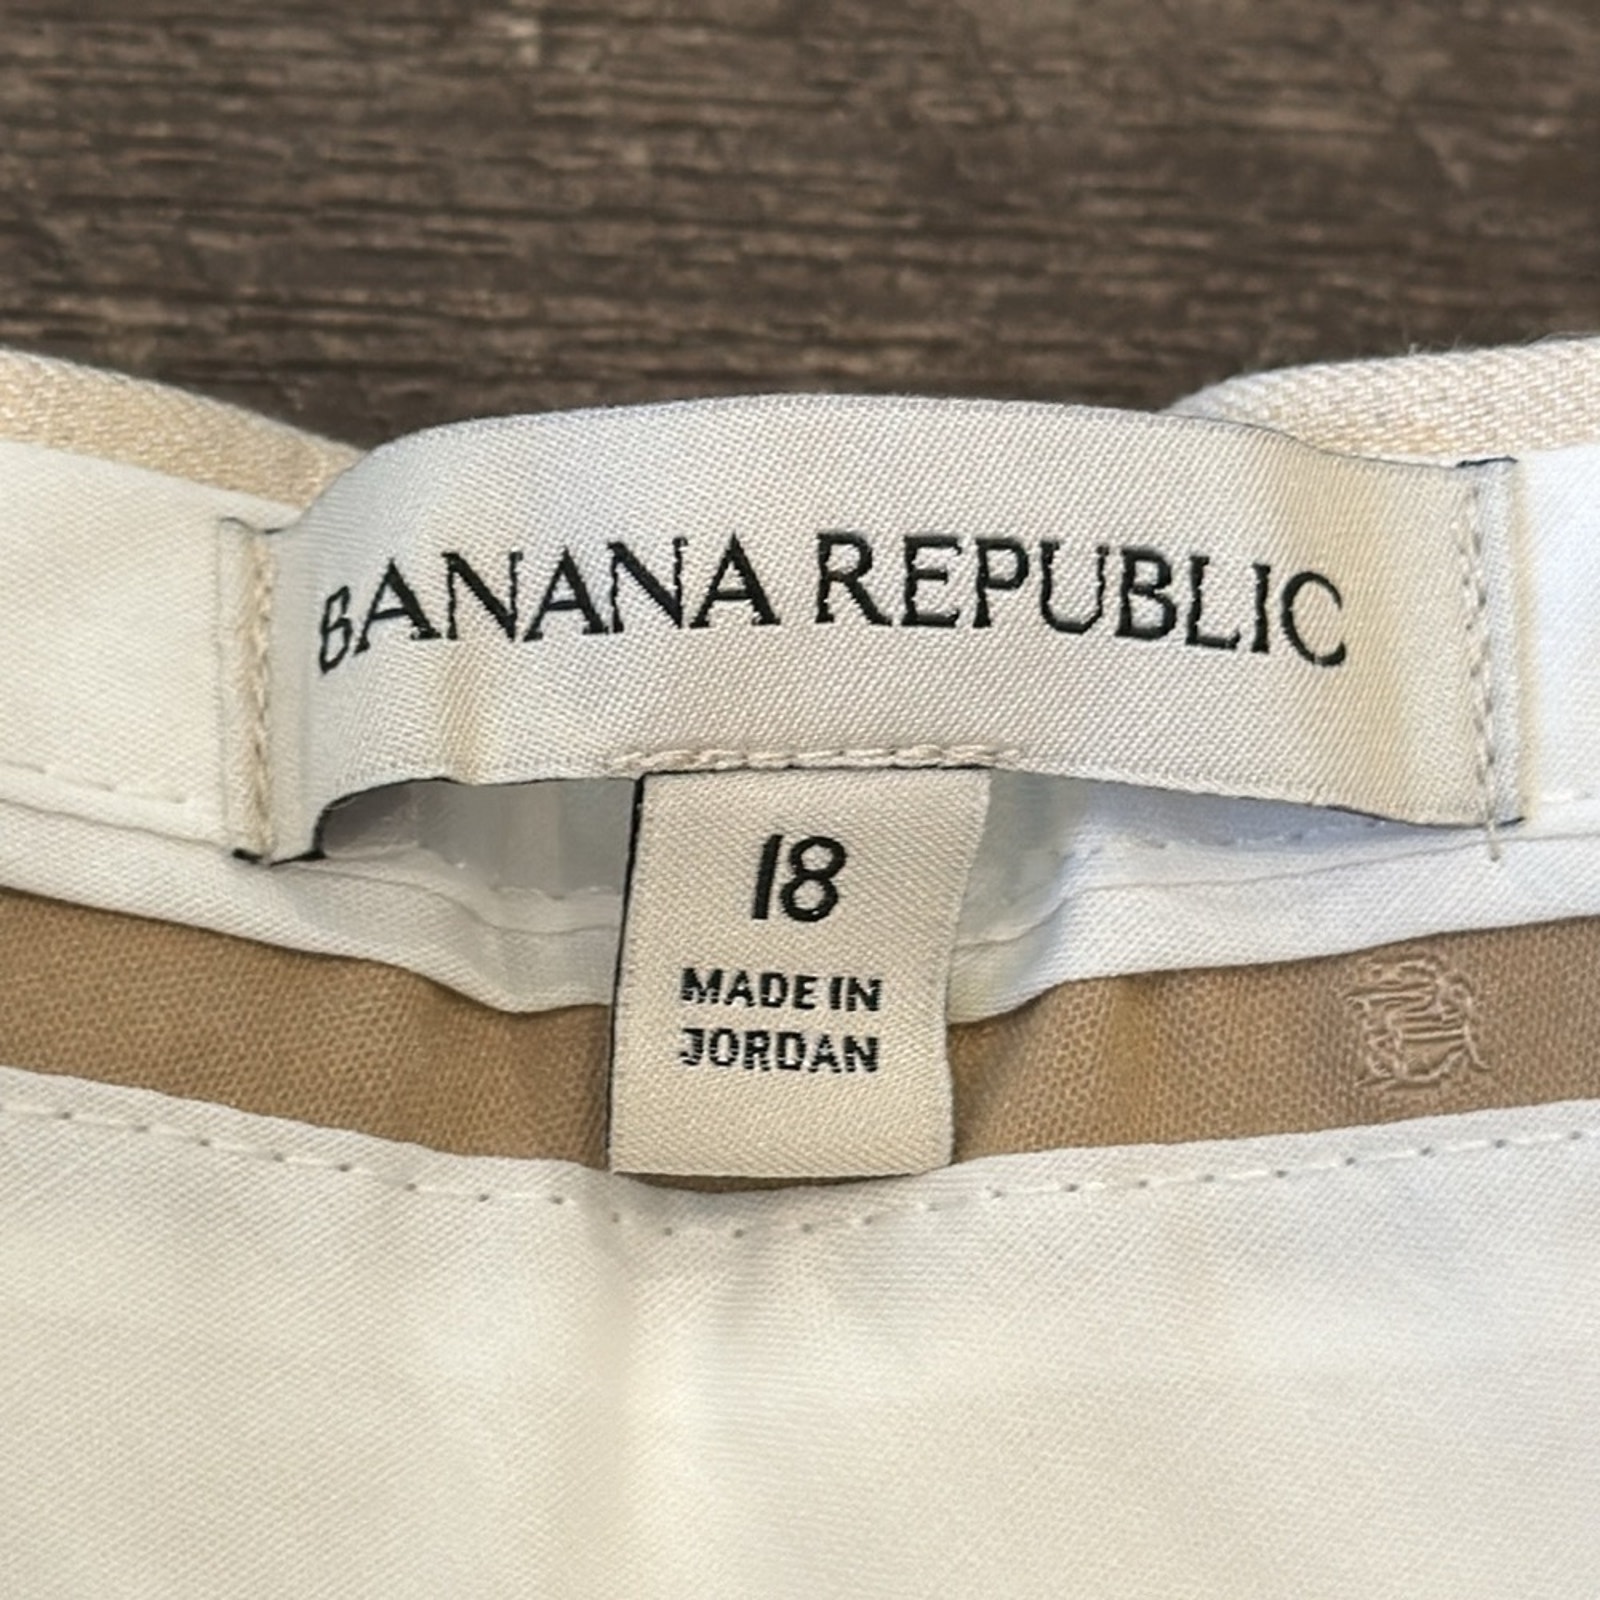 BANANA REPUBLIC
18
MADE IN
JORDAN